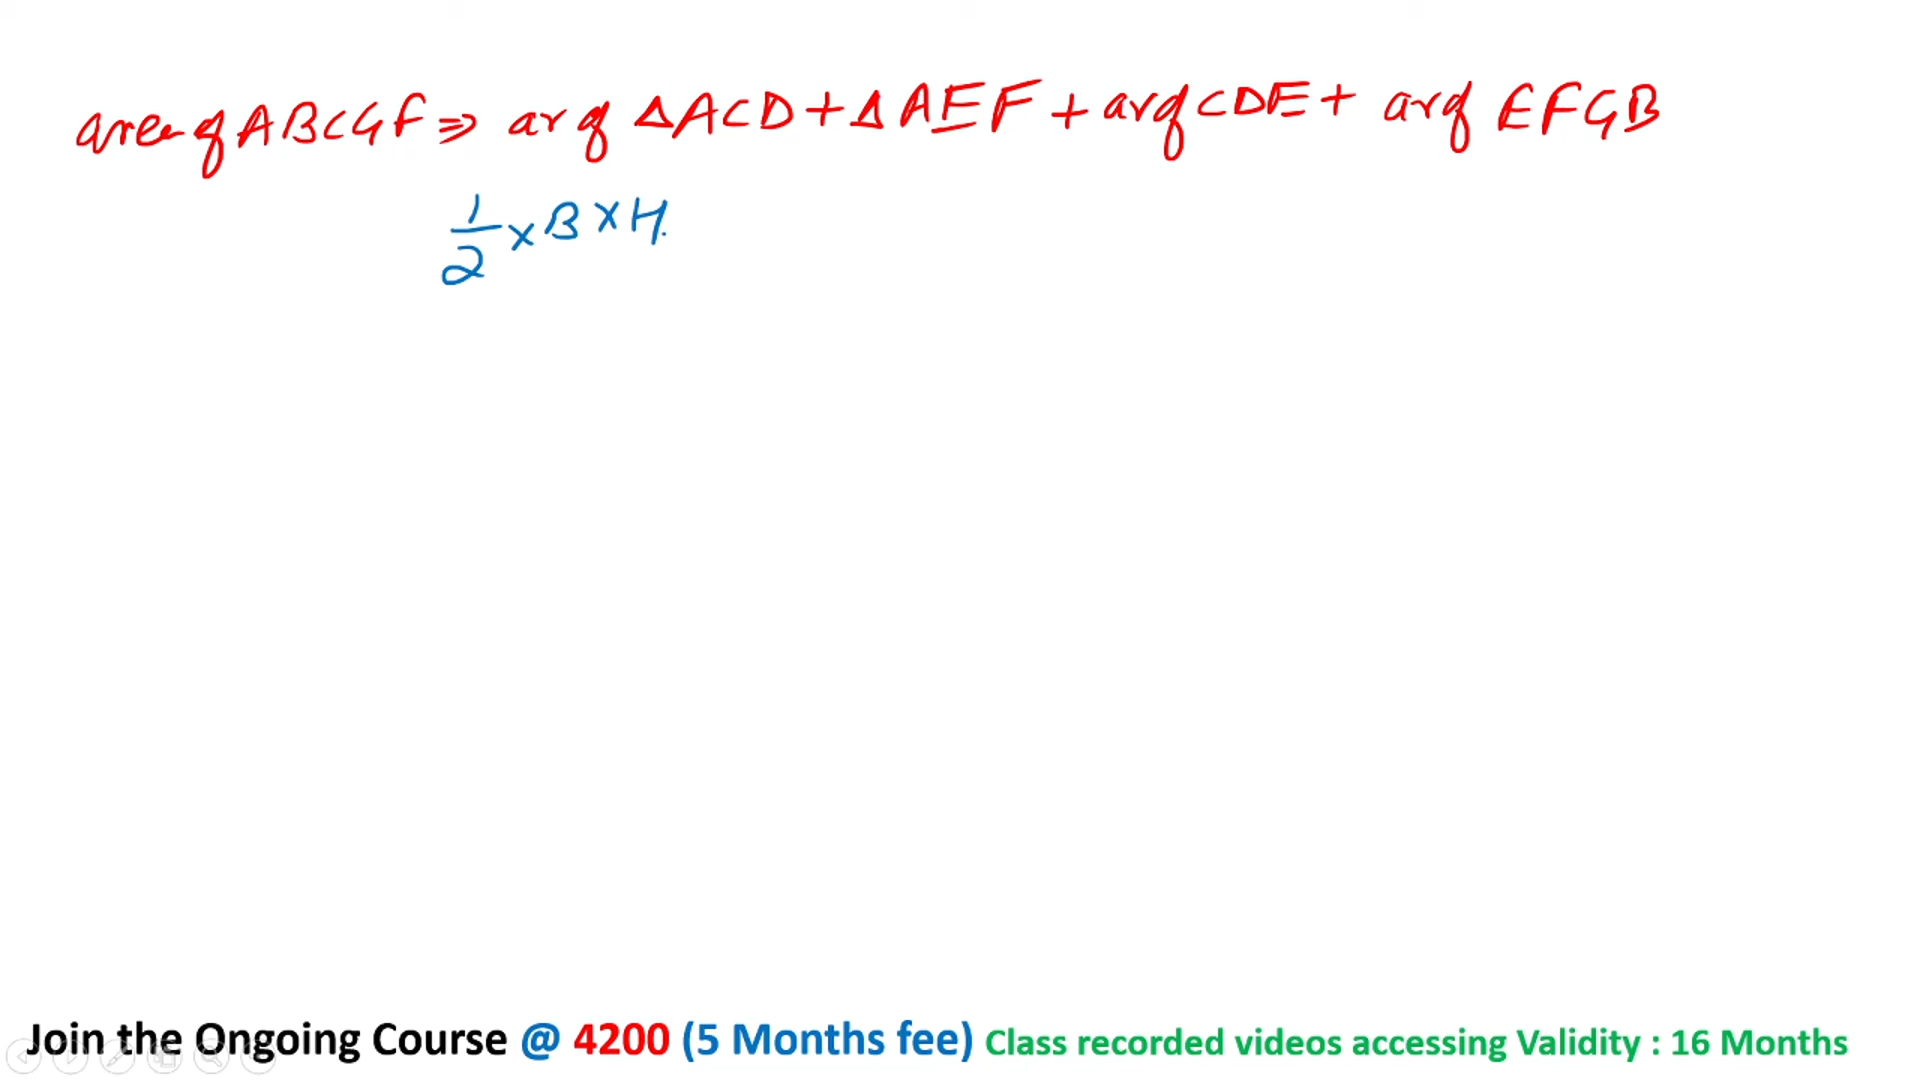 area of ABCGF ⇒ ar of ΔACD + ΔAEF + ar of CDE + ar of EFGB
1/2 × B × H
Join the Ongoing Course @ 4200 (5 Months fee) Class recorded videos accessing Validity : 16 Months